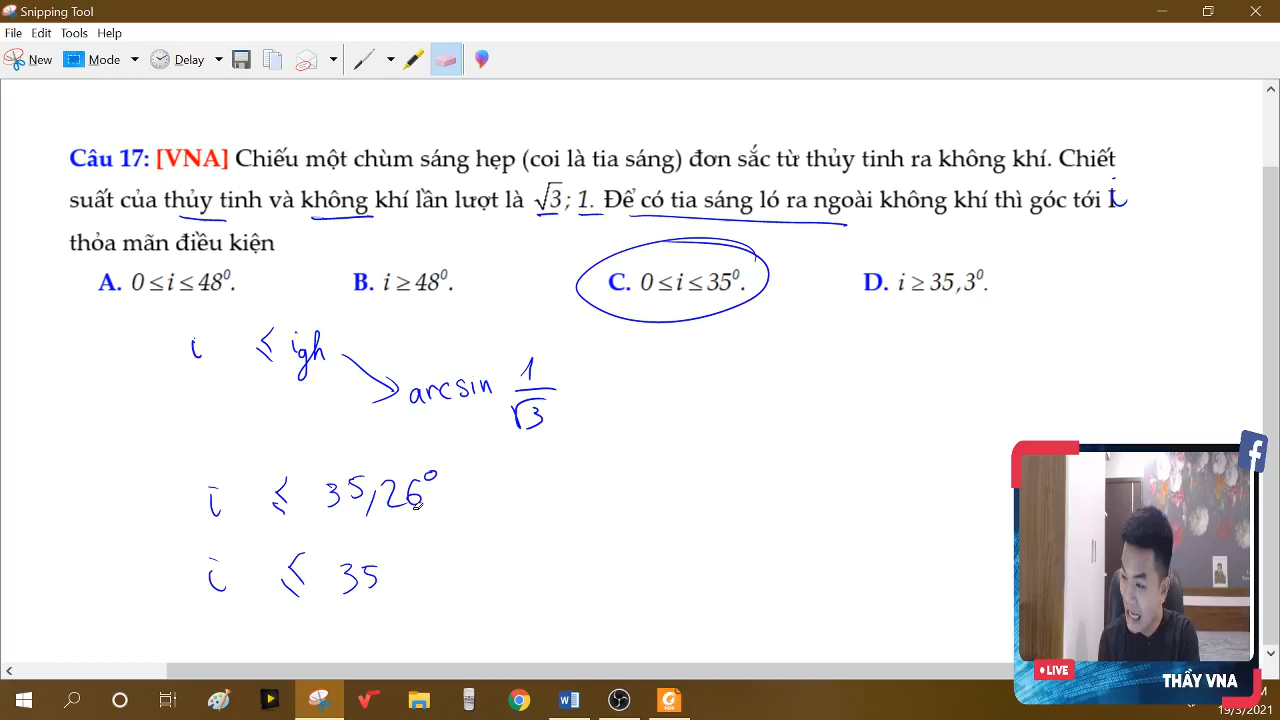 Snipping Tool
File Edit Tools Help
New Mode Delay
Câu 17: [VNA] Chiếu một chùm sáng hẹp (coi là tia sáng) đơn sắc từ thủy tinh ra không khí. Chiết
suất của thủy tinh và không khí lần lượt là √3; 1. Để có tia sáng ló ra ngoài không khí thì góc tới i
thỏa mãn điều kiện
A. 0 ≤ i ≤ 48⁰. B. i ≥ 48⁰. C. 0 ≤ i ≤ 35⁰. D. i ≥ 35,3⁰.
i ≤ igh
arcsin 1/√3
i ≤ 35,26⁰
i ≤ 35
LIVE
THẦY VNA
19/3/2021